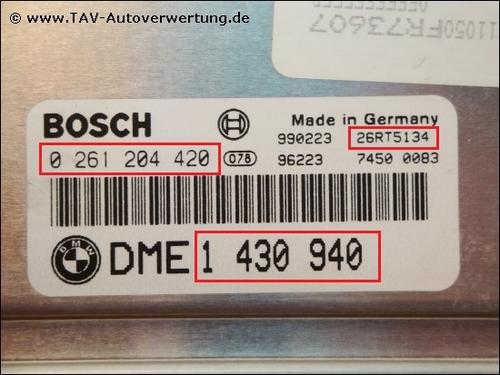 © www.TAV-Autoverwertung.de
11050FR73607
BOSCH
Made in Germany
990223 26RT5134
0 261 204 420 078 96223 7450 0083
BMW DME 1 430 940